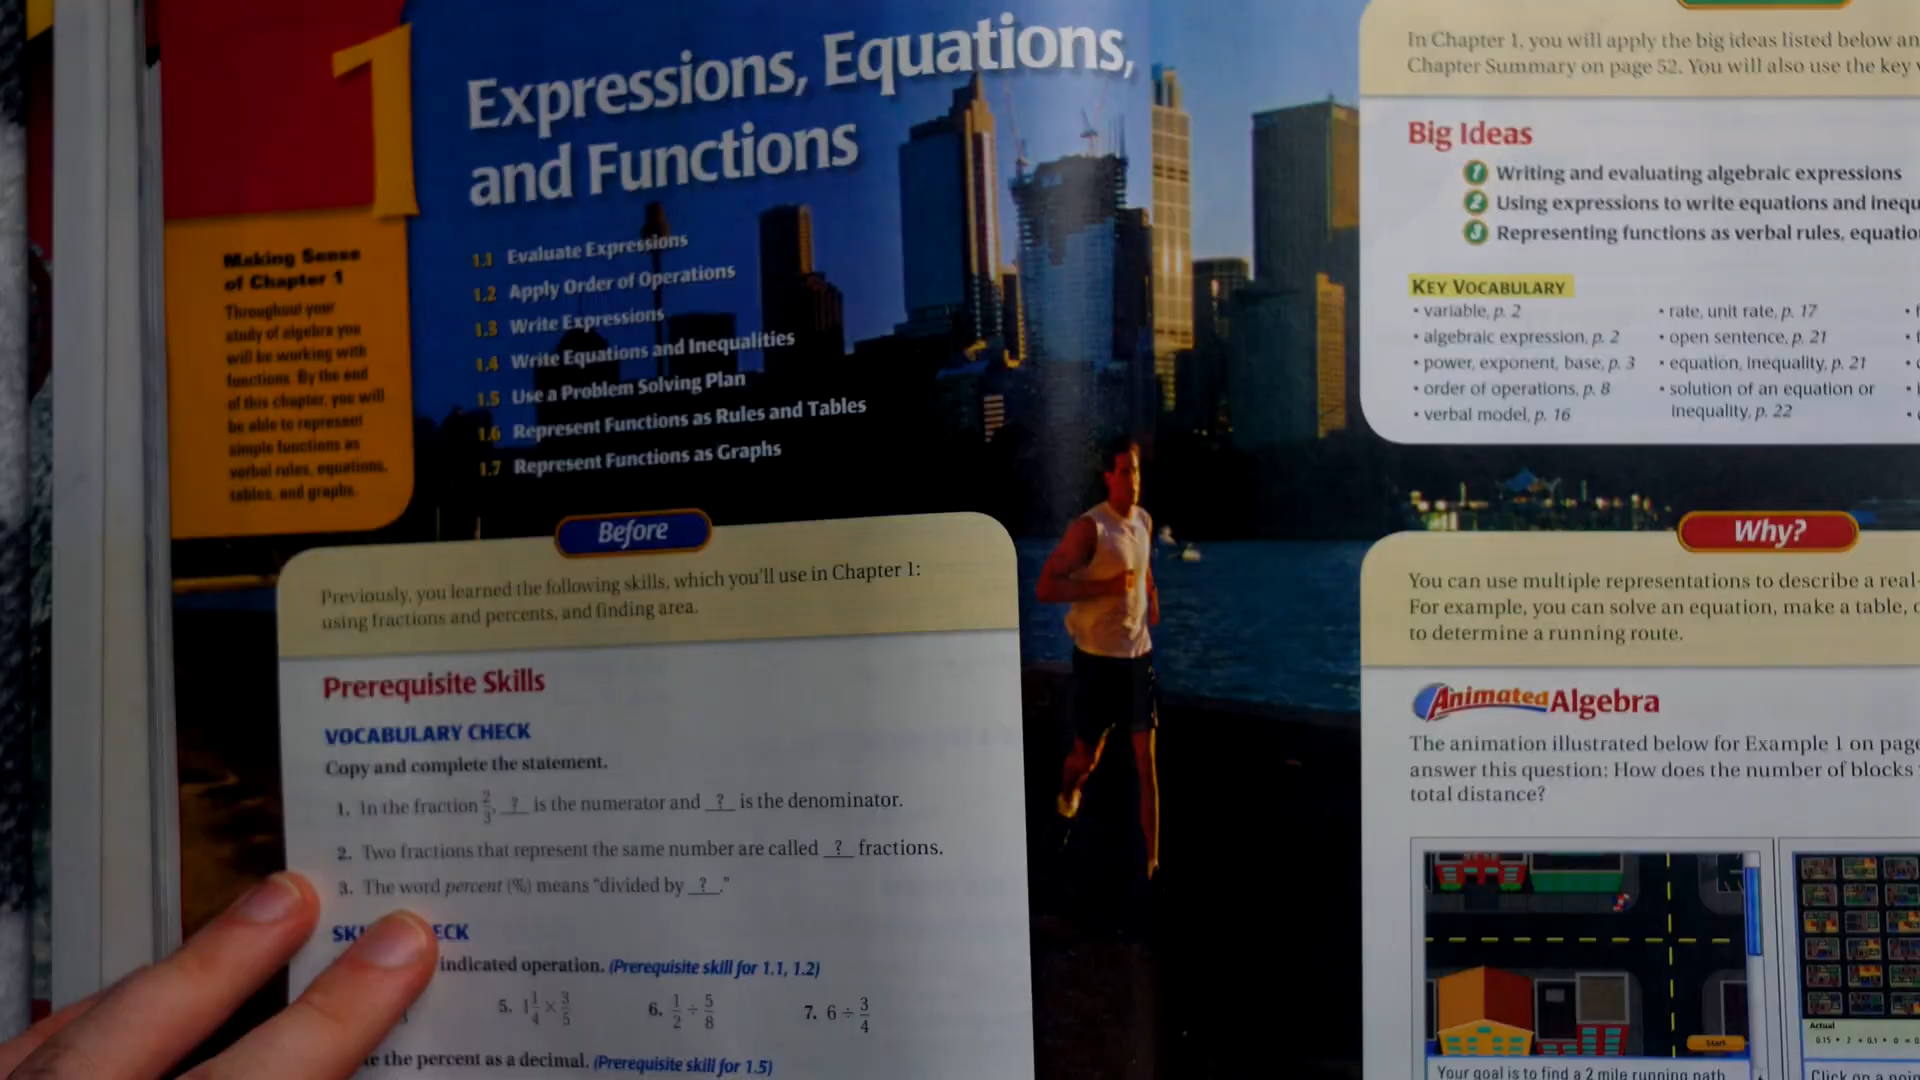 1
Expressions, Equations,
and Functions
1.1 Evaluate Expressions
1.2 Apply Order of Operations
1.3 Write Expressions
1.4 Write Equations and Inequalities
1.5 Use a Problem Solving Plan
1.6 Represent Functions as Rules and Tables
1.7 Represent Functions as Graphs
Making Sense
of Chapter 1
Throughout your
study of algebra you
will be working with
functions. By the end
of this chapter, you will
be able to represent
simple functions as
verbal rules, equations,
tables, and graphs.
Before
Previously, you learned the following skills, which you'll use in Chapter 1:
using fractions and percents, and finding area.
Prerequisite Skills
VOCABULARY CHECK
Copy and complete the statement.
1. In the fraction 2/3, ? is the numerator and ? is the denominator.
2. Two fractions that represent the same number are called ? fractions.
3. The word percent (%) means "divided by ? ."
SK ECK
indicated operation. (Prerequisite skill for 1.1, 1.2)
5. 1 1/4 × 3/5 6. 1/2 ÷ 5/8 7. 6 ÷ 3/4
the percent as a decimal. (Prerequisite skill for 1.5)
In Chapter 1, you will apply the big ideas listed below an
Chapter Summary on page 52. You will also use the key
Big Ideas
1 Writing and evaluating algebraic expressions
2 Using expressions to write equations and inequ
3 Representing functions as verbal rules, equatio
KEY VOCABULARY
• variable, p. 2
• algebraic expression, p. 2
• power, exponent, base, p. 3
• order of operations, p. 8
• verbal model, p. 16
• rate, unit rate, p. 17
• open sentence, p. 21
• equation, inequality, p. 21
• solution of an equation or
inequality, p. 22
Why?
You can use multiple representations to describe a real-
For example, you can solve an equation, make a table,
to determine a running route.
Animated Algebra
The animation illustrated below for Example 1 on page
answer this question: How does the number of blocks
total distance?
Start
Actual
Your goal is to find a 2 mile running path
Click on a poin